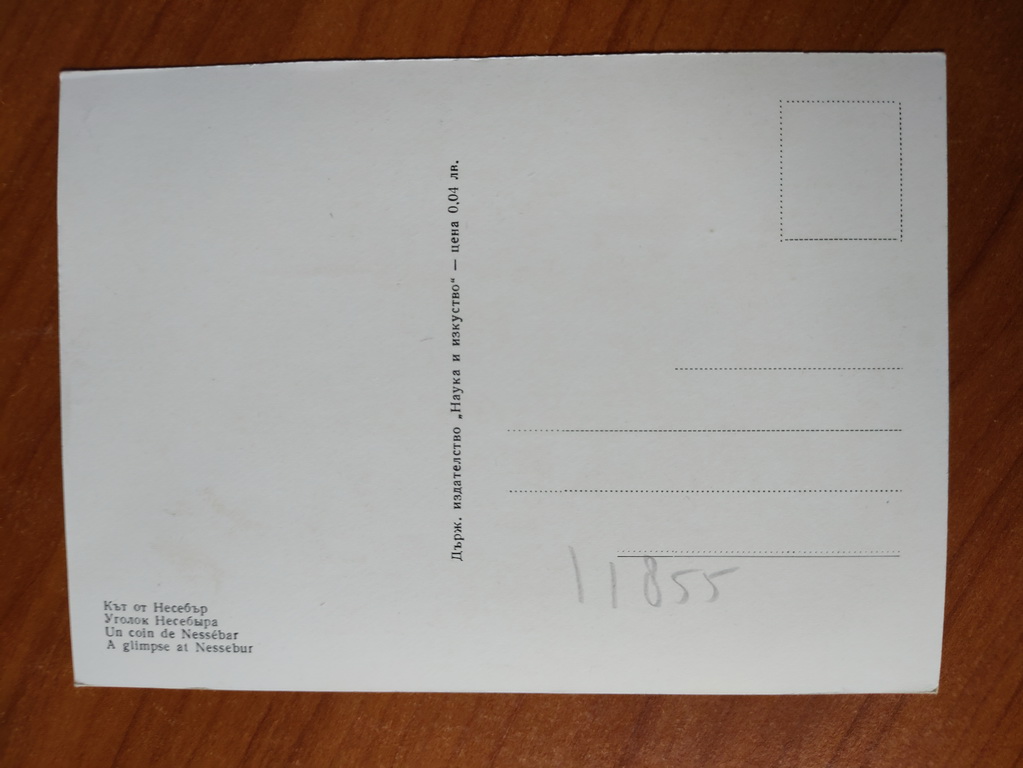 Държ. издателство „Наука и изкуство“ — цена 0,04 лв.
11855
Кът от Несебър
Уголок Несебыра
Un coin de Nessébar
A glimpse at Nessebur